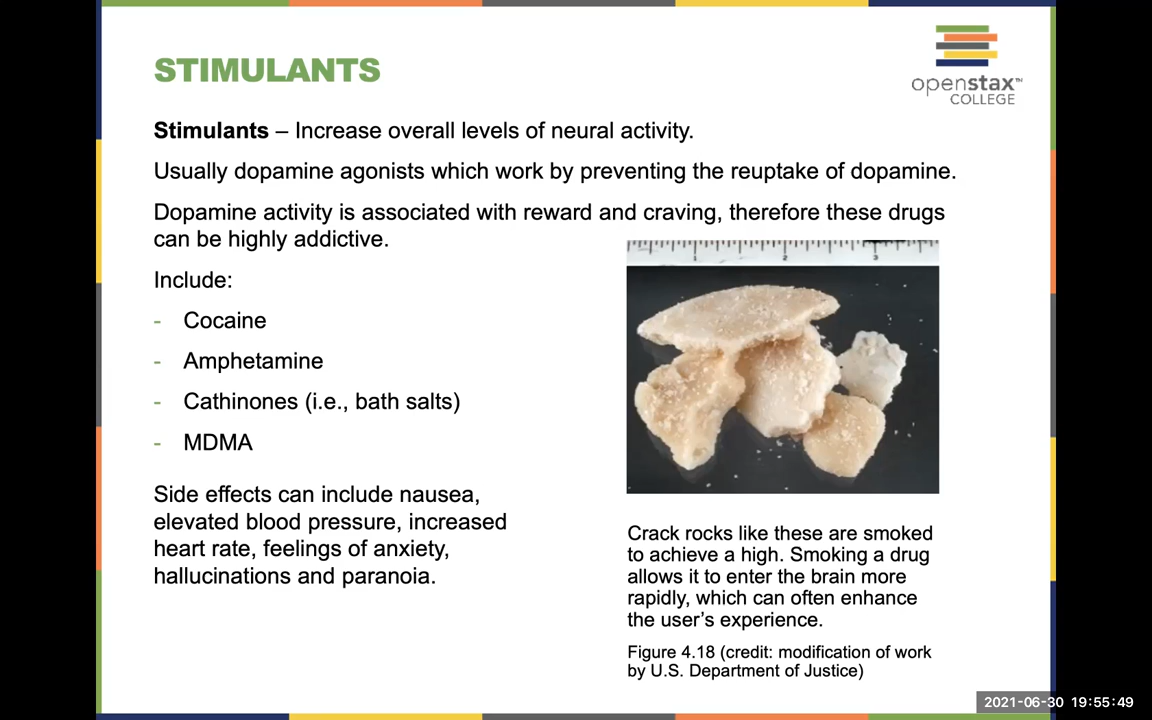 STIMULANTS
openstax™
COLLEGE
Stimulants – Increase overall levels of neural activity.
Usually dopamine agonists which work by preventing the reuptake of dopamine.
Dopamine activity is associated with reward and craving, therefore these drugs
can be highly addictive.
Include:
- Cocaine
- Amphetamine
- Cathinones (i.e., bath salts)
- MDMA
Side effects can include nausea,
elevated blood pressure, increased
heart rate, feelings of anxiety,
hallucinations and paranoia.
1 2 3
Crack rocks like these are smoked
to achieve a high. Smoking a drug
allows it to enter the brain more
rapidly, which can often enhance
the user’s experience.
Figure 4.18 (credit: modification of work
by U.S. Department of Justice)
2021-06-30 19:55:49